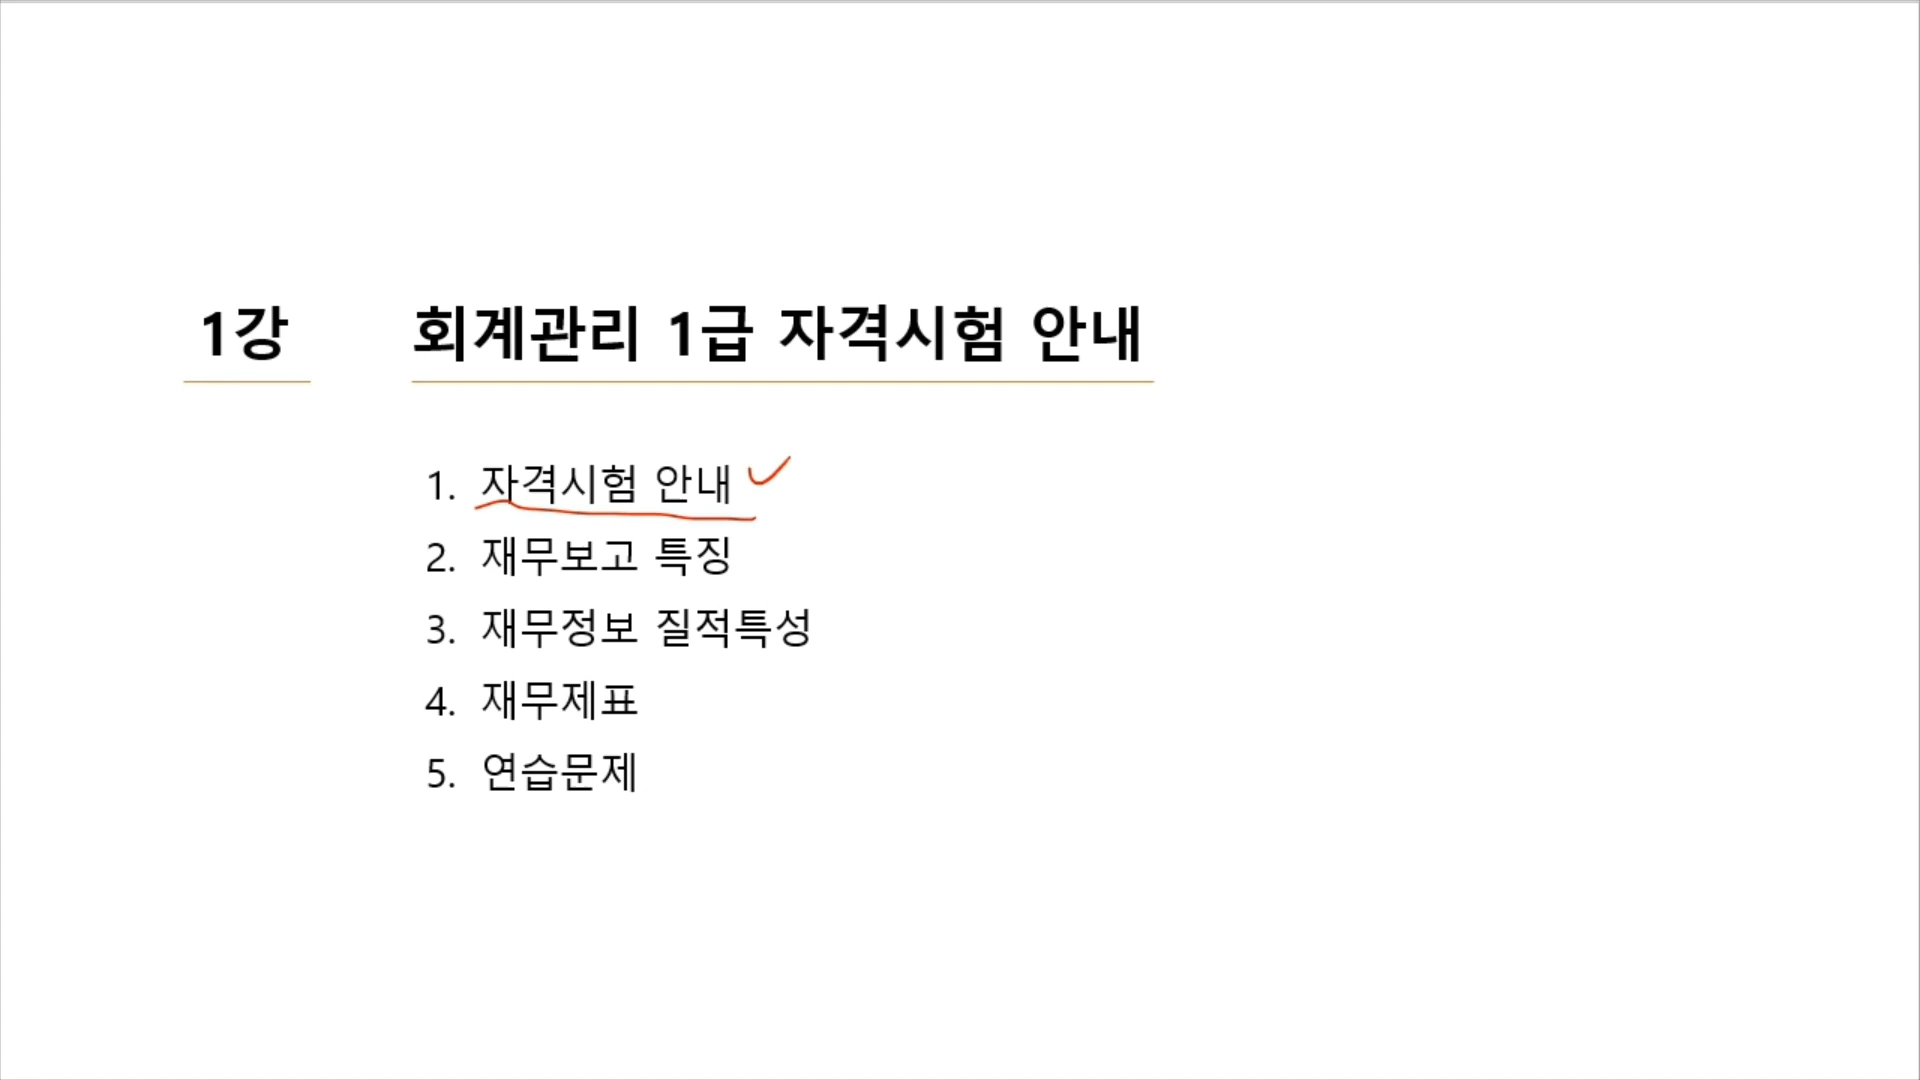 1강 회계관리 1급 자격시험 안내
1. 자격시험 안내
2. 재무보고 특징
3. 재무정보 질적특성
4. 재무제표
5. 연습문제